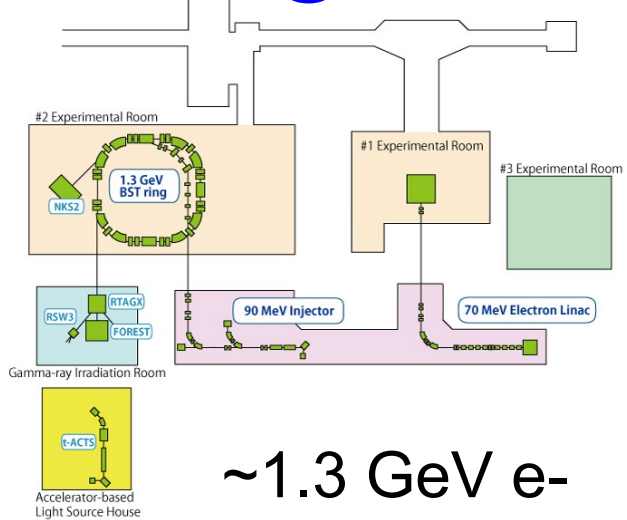 #2 Experimental Room
#1 Experimental Room
#3 Experimental Room
1.3 GeV
BST ring
NKS2
RTAGX
RSW3
FOREST
90 MeV Injector
70 MeV Electron Linac
Gamma-ray Irradiation Room
t-ACTS
~1.3 GeV e-
Accelerator-based
Light Source House